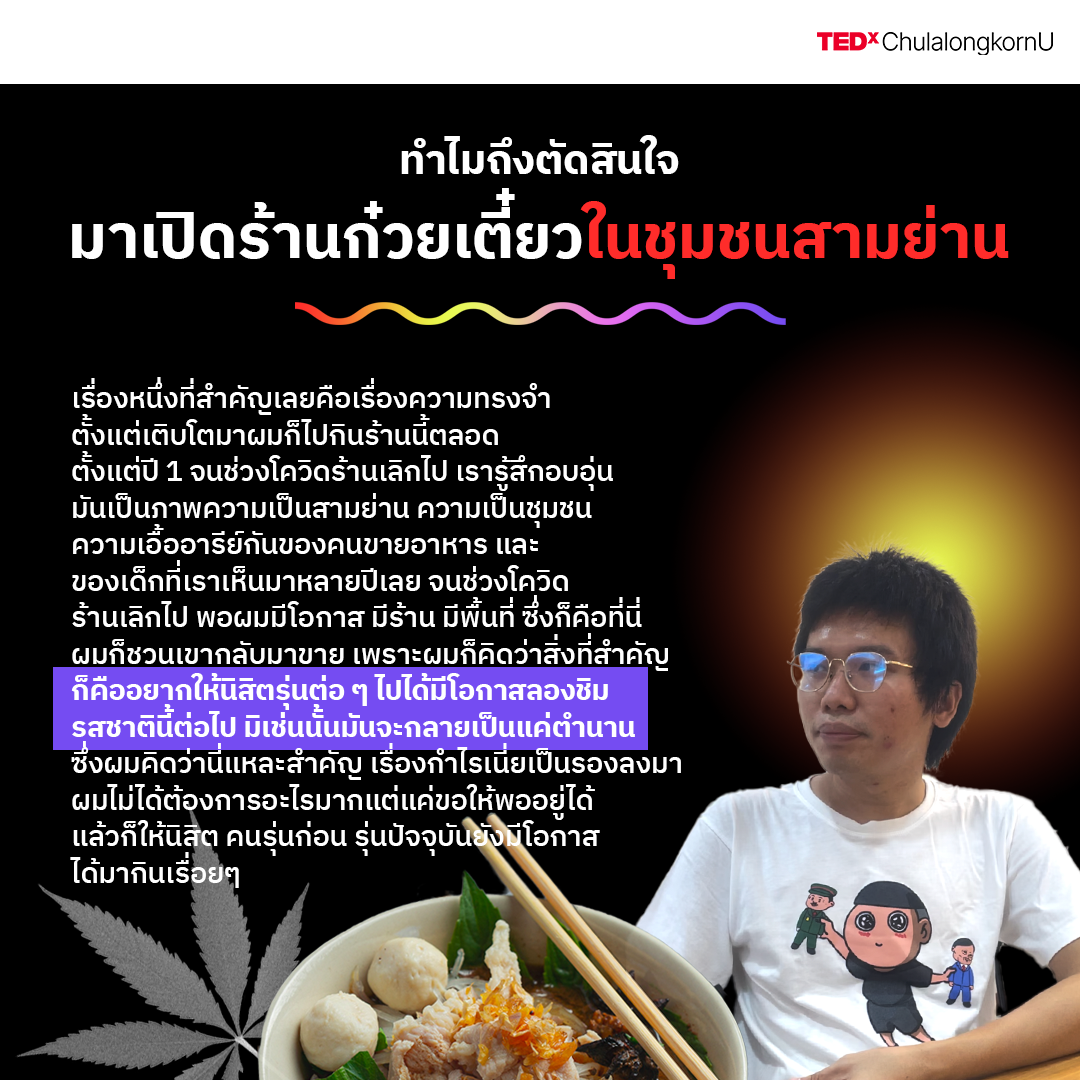 TEDxChulalongkornU
ทำไมถึงตัดสินใจ
มาเปิดร้านก๋วยเตี๋ยวในชุมชนสามย่าน
เรื่องหนึ่งที่สำคัญเลยคือเรื่องความทรงจำ
ตั้งแต่เติบโตมาผมก็ไปกินร้านนี้ตลอด
ตั้งแต่ปี 1 จนช่วงโควิดร้านเลิกไป เรารู้สึกอบอุ่น
มันเป็นภาพความเป็นสามย่าน ความเป็นชุมชน
ความเอื้ออารีย์กันของคนขายอาหาร และ
ของเด็กที่เราเห็นมาหลายปีเลย จนช่วงโควิด
ร้านเลิกไป พอผมมีโอกาส มีร้าน มีพื้นที่ ซึ่งก็คือที่นี่
ผมก็ชวนเขากลับมาขาย เพราะผมก็คิดว่าสิ่งที่สำคัญ
ก็คืออยากให้นิสิตรุ่นต่อ ๆ ไปได้มีโอกาสลองชิม
รสชาตินี้ต่อไป มิเช่นนั้นมันจะกลายเป็นแค่ตำนาน
ซึ่งผมคิดว่านี่แหละสำคัญ เรื่องกำไรเนี่ยเป็นรองลงมา
ผมไม่ได้ต้องการอะไรมากแต่แค่ขอให้พออยู่ได้
แล้วก็ให้นิสิต คนรุ่นก่อน รุ่นปัจจุบันยังมีโอกาส
ได้มากินเรื่อยๆ